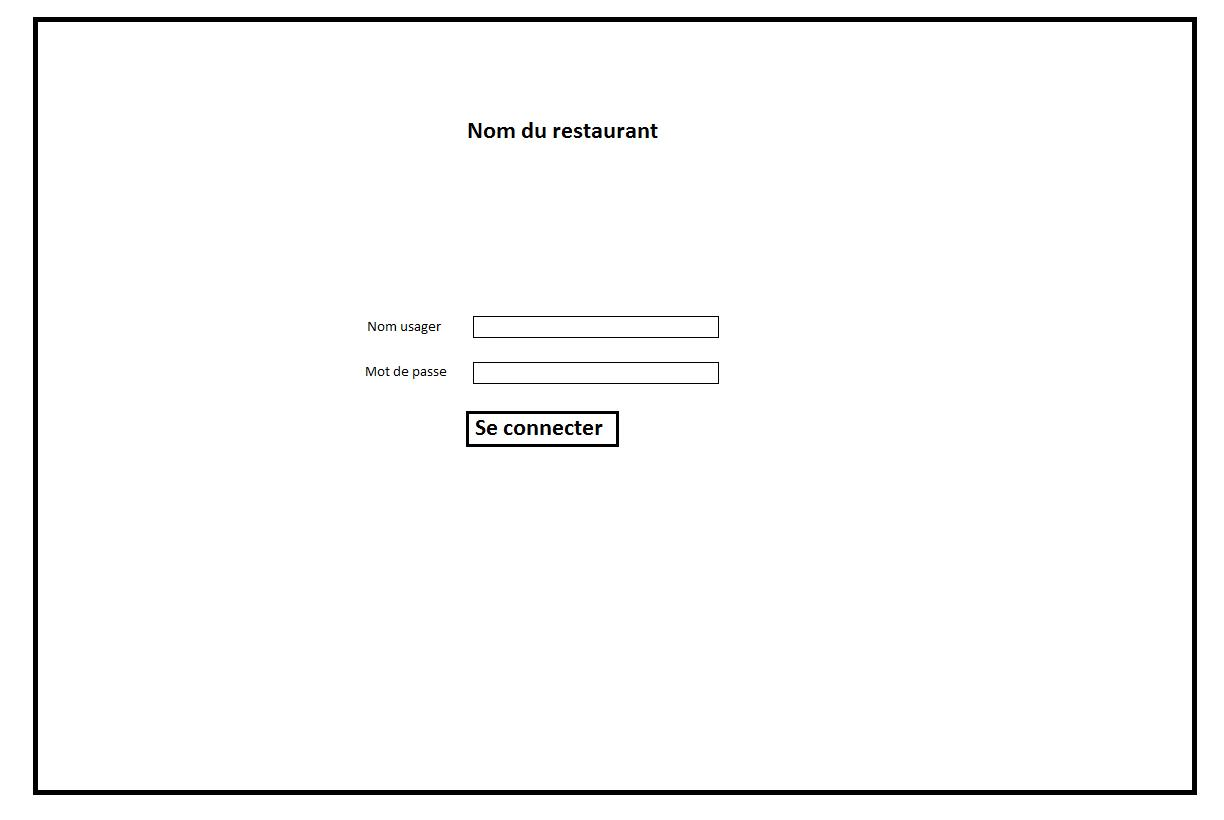 Nom du restaurant
Nom usager
Mot de passe
Se connecter